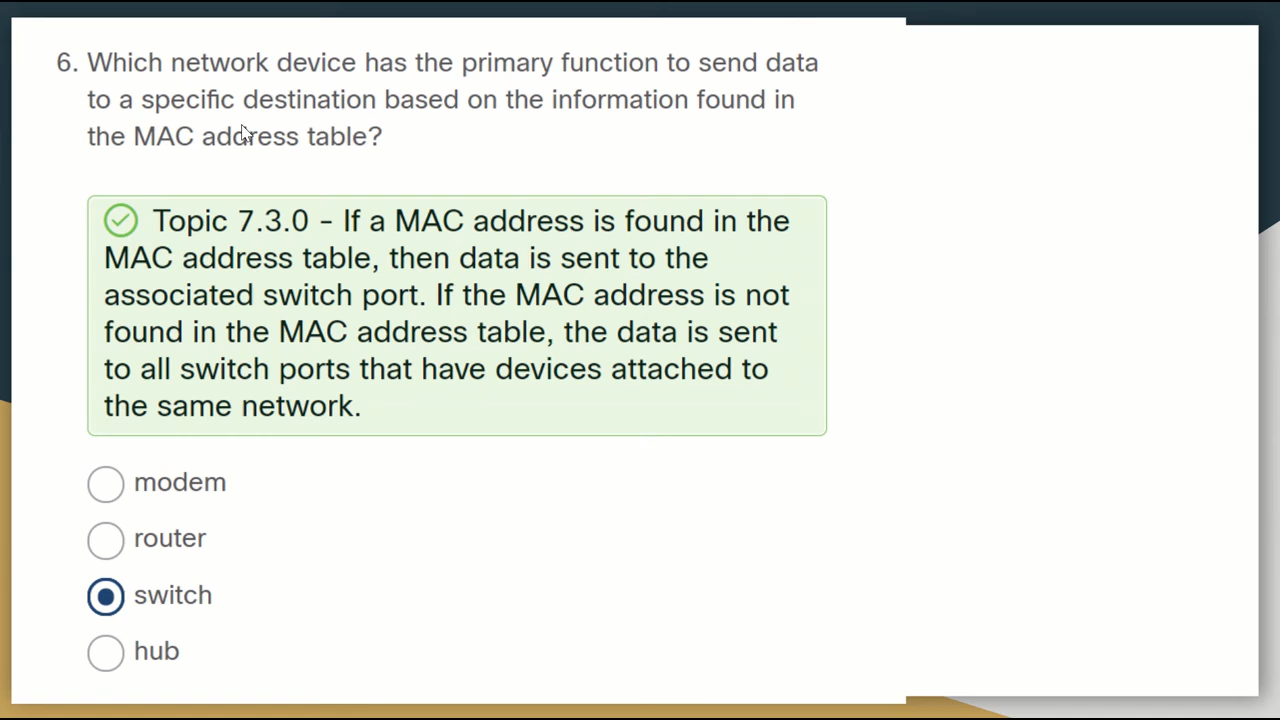 6. Which network device has the primary function to send data
to a specific destination based on the information found in
the MAC address table?
Topic 7.3.0 - If a MAC address is found in the
MAC address table, then data is sent to the
associated switch port. If the MAC address is not
found in the MAC address table, the data is sent
to all switch ports that have devices attached to
the same network.
modem
router
switch
hub